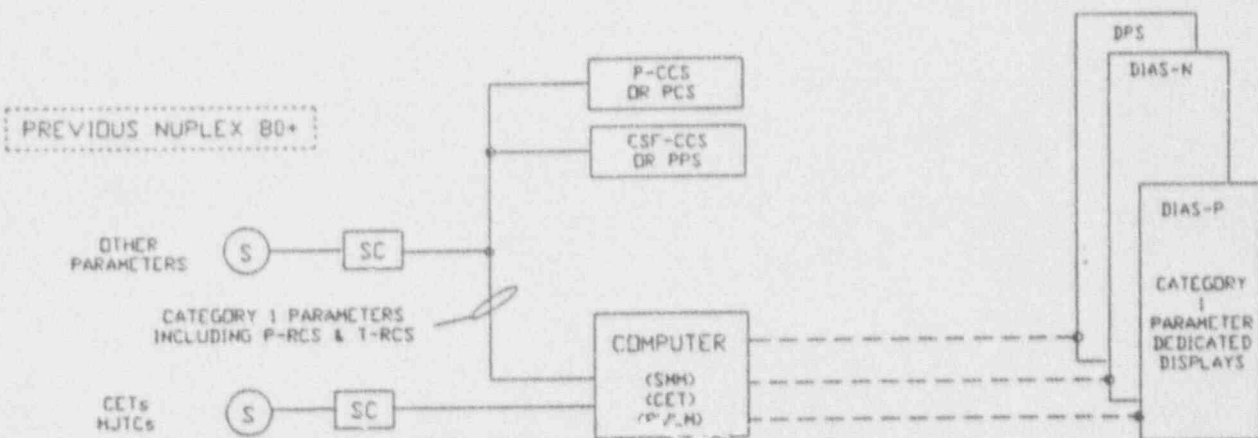 DPS
P-CCS
OR PCS
DIAS-N
PREVIOUS NUPLEX 80+
CSF-CCS
OR PPS
DIAS-P
OTHER
PARAMETERS
S
SC
CATEGORY 1 PARAMETERS
INCLUDING P-RCS & T-RCS
CATEGORY
1
PARAMETER
DEDICATED
DISPLAYS
COMPUTER
(SMM)
(CET)
CETs
HJTCs
S
SC